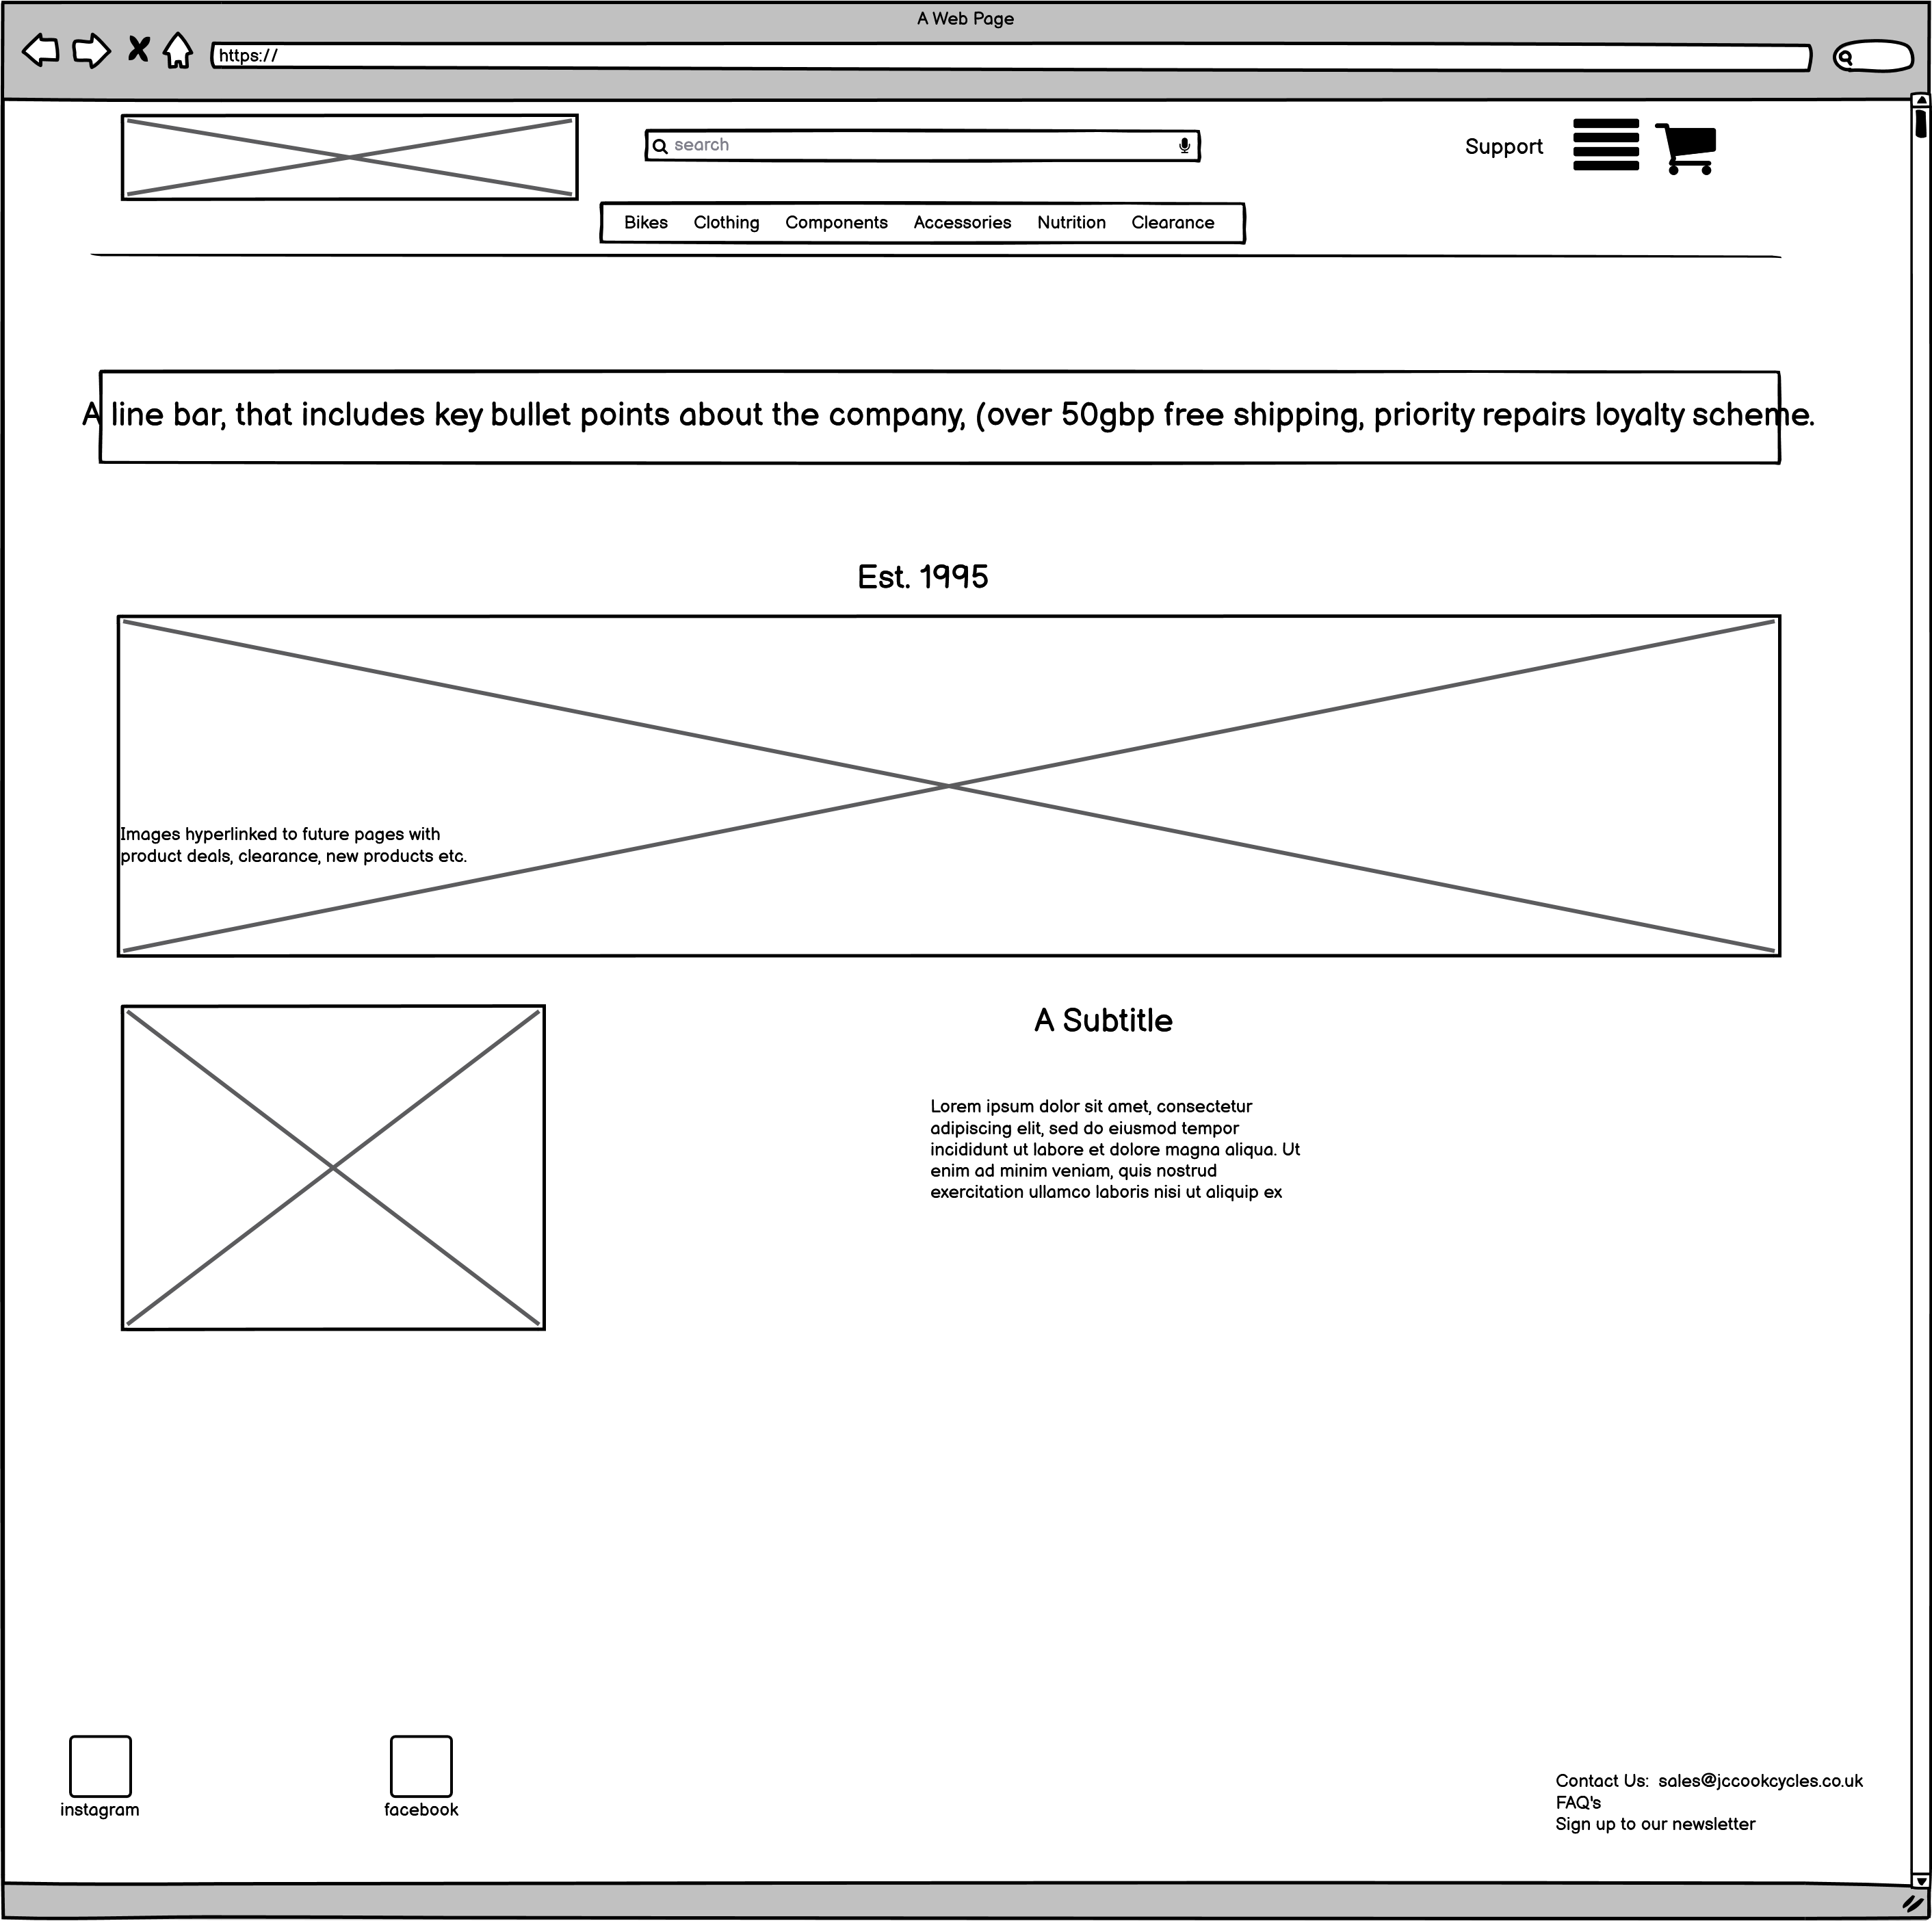 A Web Page
https://
search
Support
Bikes Clothing Components Accessories Nutrition Clearance
A line bar, that includes key bullet points about the company, (over 50gbp free shipping, priority repairs loyalty scheme.
Est. 1995
Images hyperlinked to future pages with
product deals, clearance, new products etc.
A Subtitle
Lorem ipsum dolor sit amet, consectetur
adipiscing elit, sed do eiusmod tempor
incididunt ut labore et dolore magna aliqua. Ut
enim ad minim veniam, quis nostrud
exercitation ullamco laboris nisi ut aliquip ex
instagram
facebook
Contact Us:  sales@jccookcycles.co.uk
FAQ's
Sign up to our newsletter